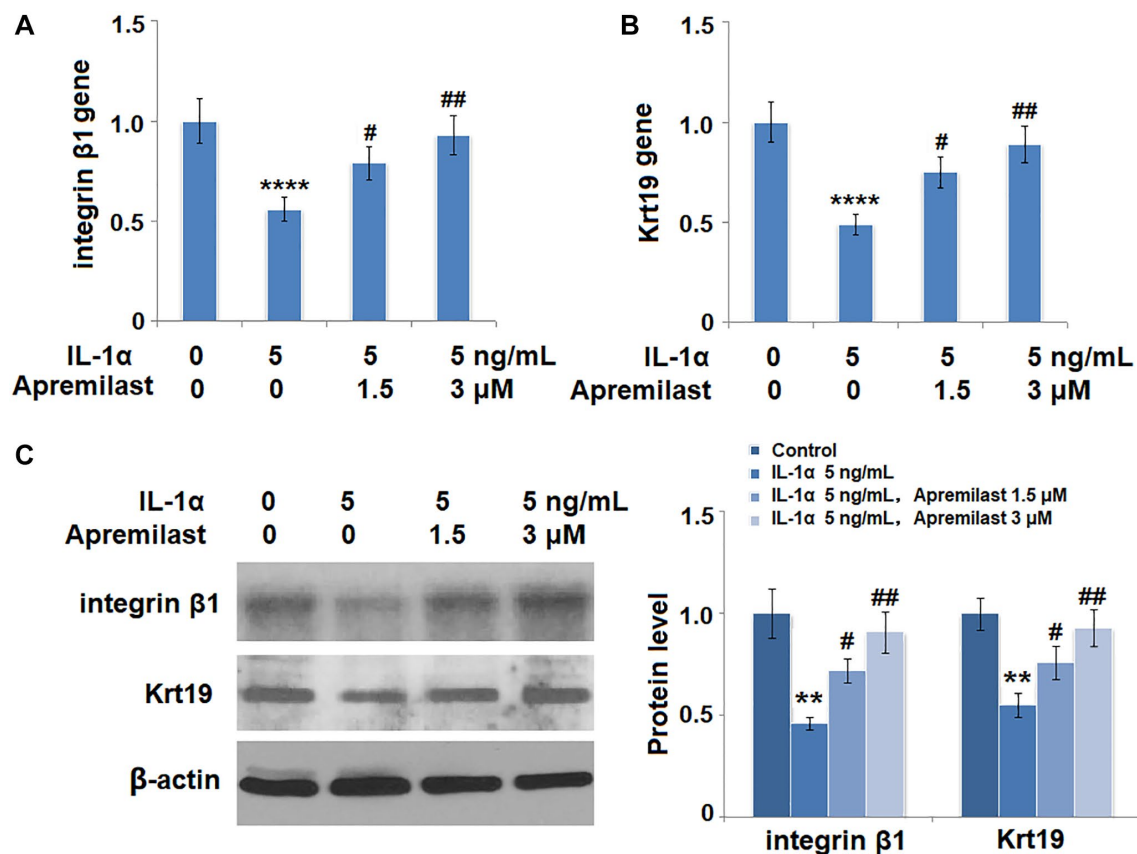 A
integrin β1 gene
1.5
1.0
0.5
0
****
#
##
IL-1α 0 5 5 5 ng/mL
Apremilast 0 0 1.5 3 μM
B
Krt19 gene
1.5
1.0
0.5
0
****
#
##
IL-1α 0 5 5 5 ng/mL
Apremilast 0 0 1.5 3 μM
C
IL-1α 0 5 5 5 ng/mL
Apremilast 0 0 1.5 3 μM
integrin β1
Krt19
β-actin
Control
IL-1α 5 ng/mL
IL-1α 5 ng/mL, Apremilast 1.5 μM
IL-1α 5 ng/mL, Apremilast 3 μM
Protein level
1.5
1.0
0.5
0
**
#
##
**
#
##
integrin β1 Krt19